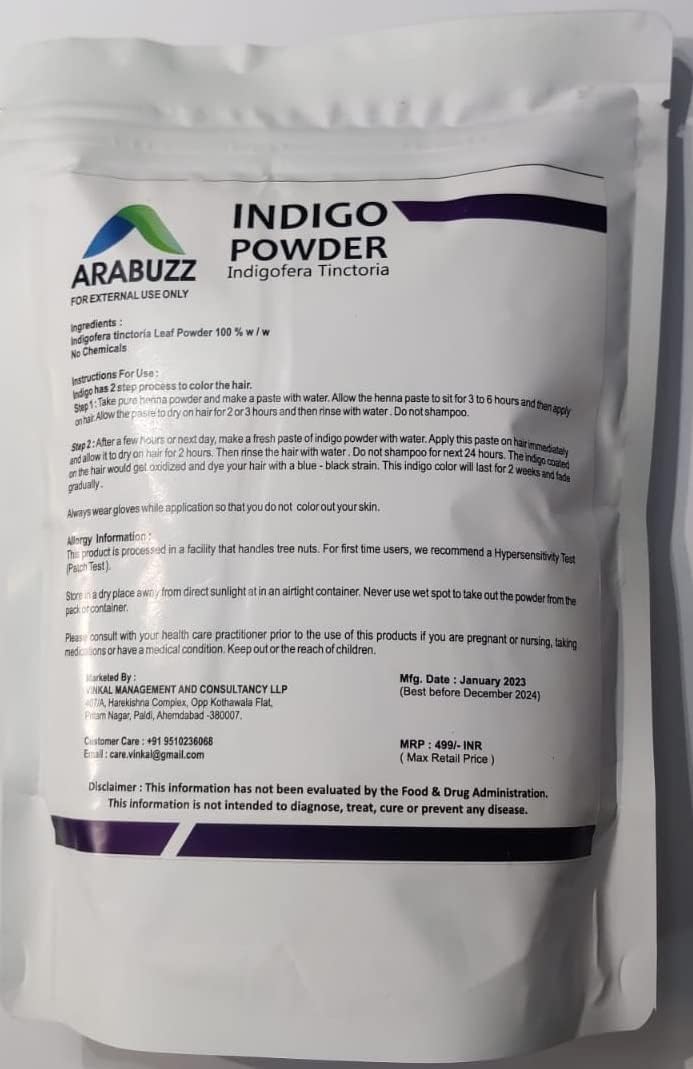 INDIGO
POWDER
Indigofera Tinctoria
ARABUZZ
FOR EXTERNAL USE ONLY
Ingredients :
Indigofera tinctoria Leaf Powder 100 % w / w
No Chemicals
Instructions For Use :
Indigo has 2 step process to color the hair.
Step 1 : Take pure henna powder and make a paste with water. Allow the henna paste to sit for 3 to 6 hours and then apply
on hair. Alow the paste to dry on hair for 2 or 3 hours and then rinse with water . Do not shampoo.
Step 2 : After a few hours or next day, make a fresh paste of indigo powder with water. Apply this paste on hair immediately
and allow it to dry on hair for 2 hours. Then rinse the hair with water . Do not shampoo for next 24 hours. The indigo coated
on the hair would get oxidized and dye your hair with a blue - black strain. This indigo color will last for 2 weeks and fade
gradually .
Always wear gloves while application so that you do not color out your skin.
Allergy Information :
This product is processed in a facility that handles tree nuts. For first time users, we recommend a Hypersensitivity Test
(Patch Test ).
Store in a dry place away from direct sunlight at in an airtight container. Never use wet spot to take out the powder from the
pack or container.
Please consult with your health care practitioner prior to the use of this products if you are pregnant or nursing, taking
medications or have a medical condition. Keep out or the reach of children.
Marketed By :
VINKAL MANAGEMENT AND CONSULTANCY LLP
407/A, Harekishna Complex, Opp Kothawala Flat,
Pritam Nagar, Paldi, Ahemdabad -380007.
Customer Care : +91 9510236068
Email : care.vinkal@gmail.com
Mfg. Date : January 2023
(Best before December 2024)
MRP : 499/- INR
( Max Retail Price )
Disclaimer : This information has not been evaluated by the Food & Drug Administration.
This information is not intended to diagnose, treat, cure or prevent any disease.